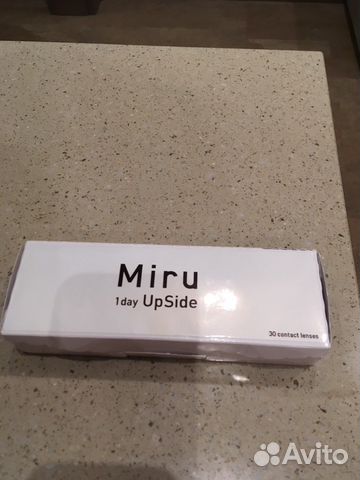 Miru
1day UpSide
30 contact lenses
Avito